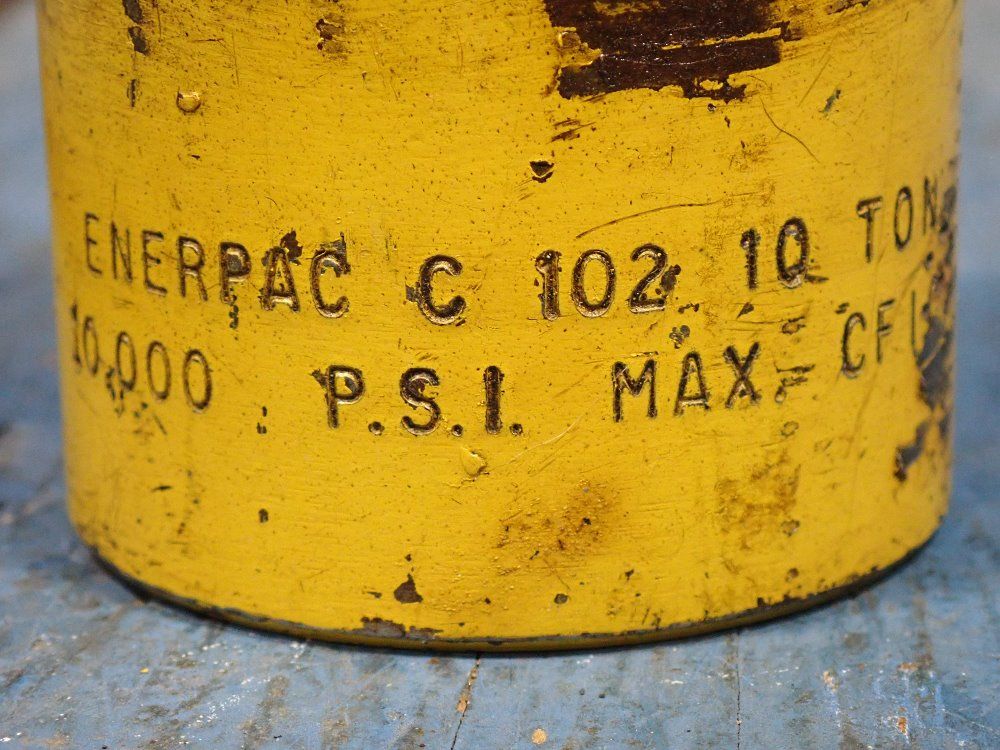 ENERPAC C 102 10 TON
10,000 P.S.I. MAX.